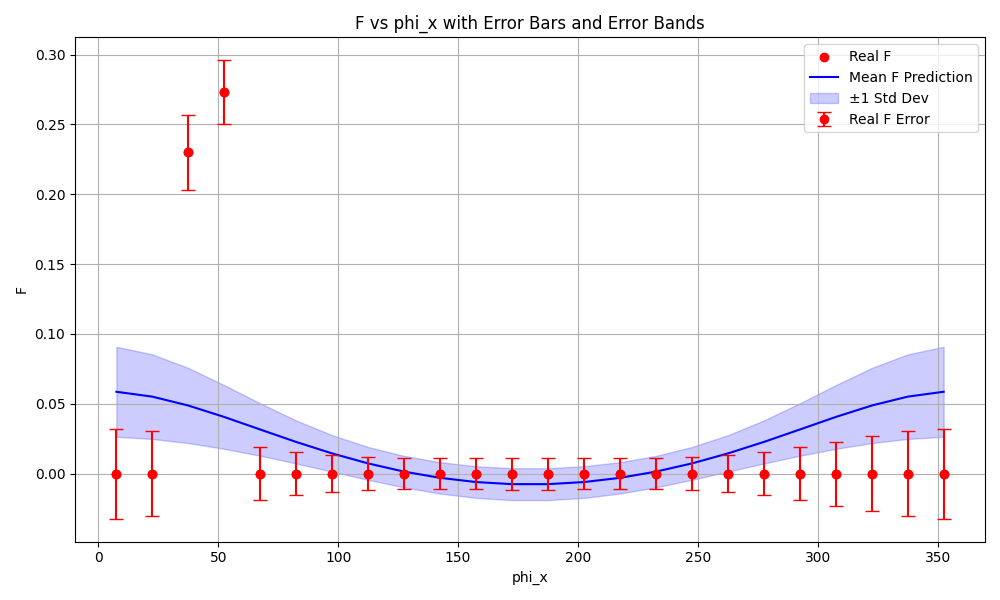 F vs phi_x with Error Bars and Error Bands
Real F
Mean F Prediction
±1 Std Dev
Real F Error
0.30
0.25
0.20
0.15
0.10
0.05
0.00
F
0 50 100 150 200 250 300 350
phi_x